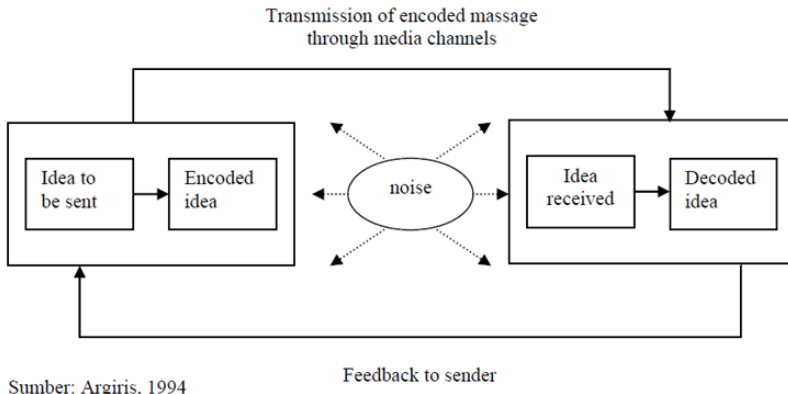 Transmission of encoded massage
through media channels
Idea to
be sent
Encoded
idea
noise
Idea
received
Decoded
idea
Feedback to sender
Sumber: Argiris, 1994